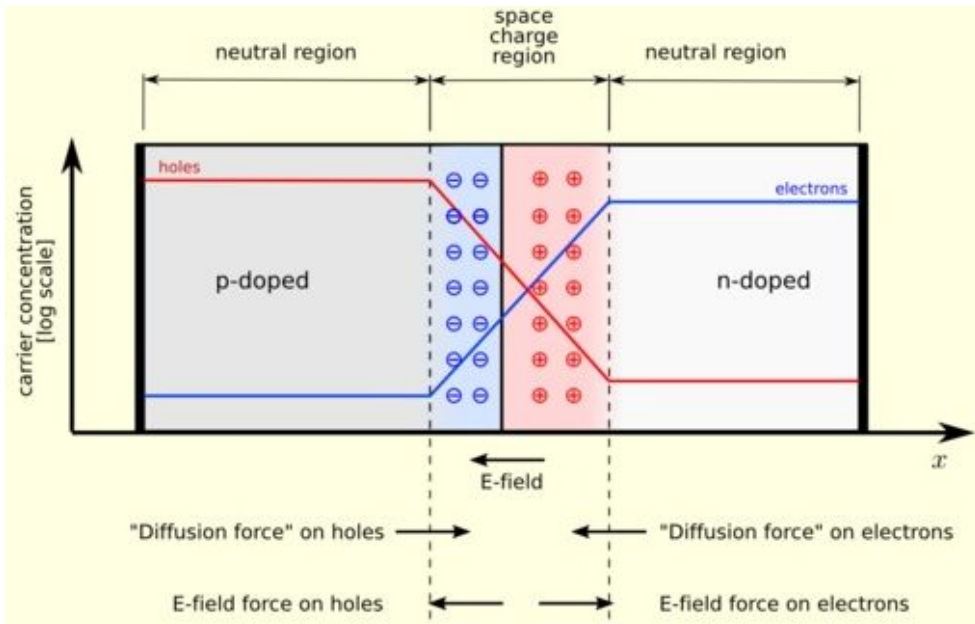 space
charge
region
neutral region
neutral region
holes
electrons
p-doped
n-doped
carrier concentration
[log scale]
x
E-field
"Diffusion force" on holes
"Diffusion force" on electrons
E-field force on holes
E-field force on electrons